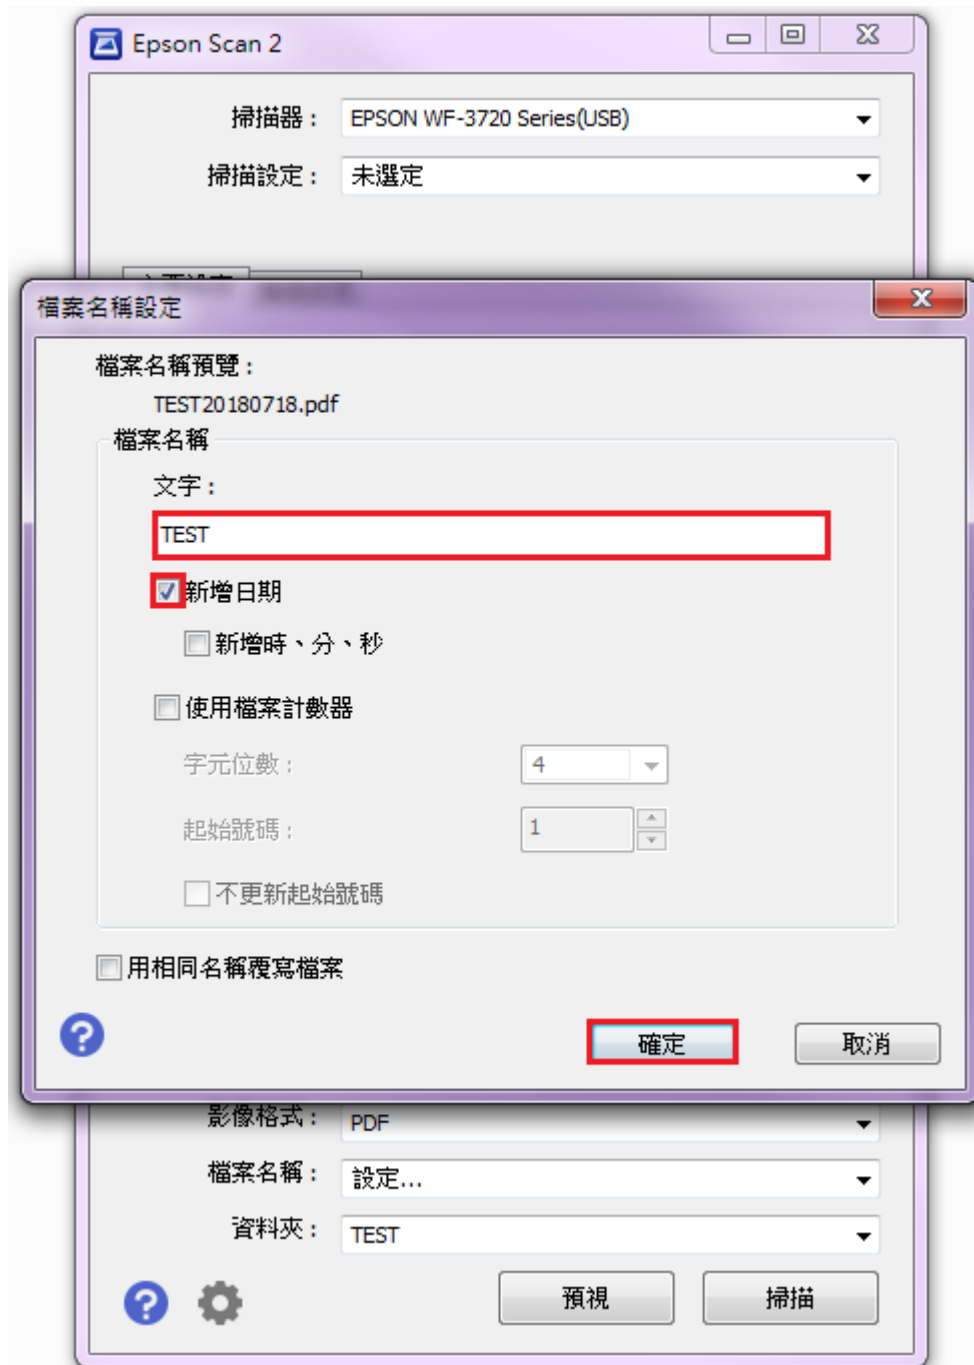 Epson Scan 2
掃描器： EPSON WF-3720 Series(USB)
掃描設定： 未選定
檔案名稱設定
檔案名稱預覽：
TEST20180718.pdf
檔案名稱
文字：
TEST
新增日期
新增時、分、秒
使用檔案計數器
字元位數： 4
起始號碼： 1
不更新起始號碼
用相同名稱覆寫檔案
確定 取消
影像格式： PDF
檔案名稱： 設定...
資料夾： TEST
預視 掃描